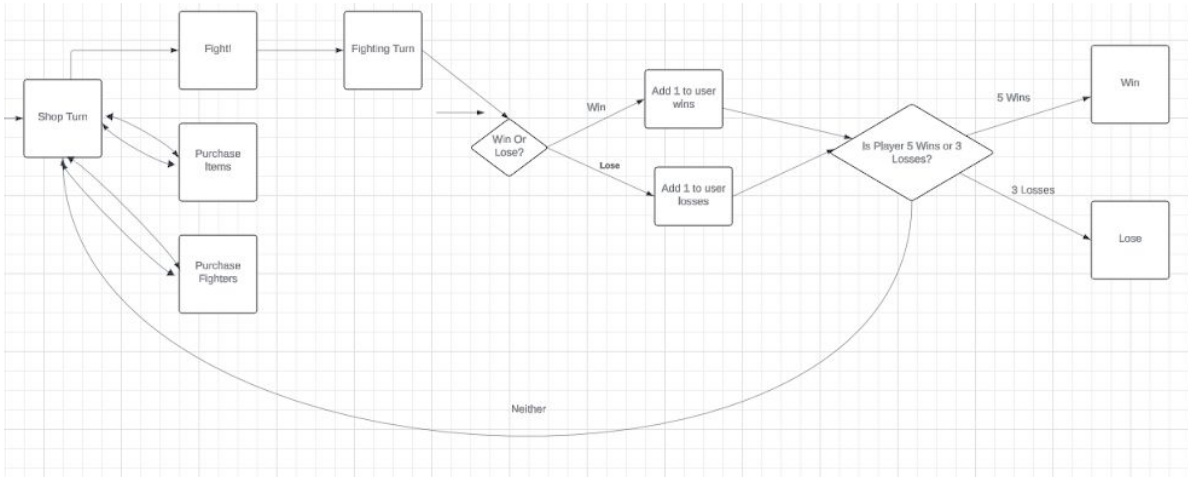 Shop Turn
Fight!
Purchase
Items
Purchase
Fighters
Fighting Turn
Win Or
Lose?
Win
Lose
Add 1 to user
wins
Add 1 to user
losses
Is Player 5 Wins or 3
Losses?
5 Wins
3 Losses
Neither
Win
Lose